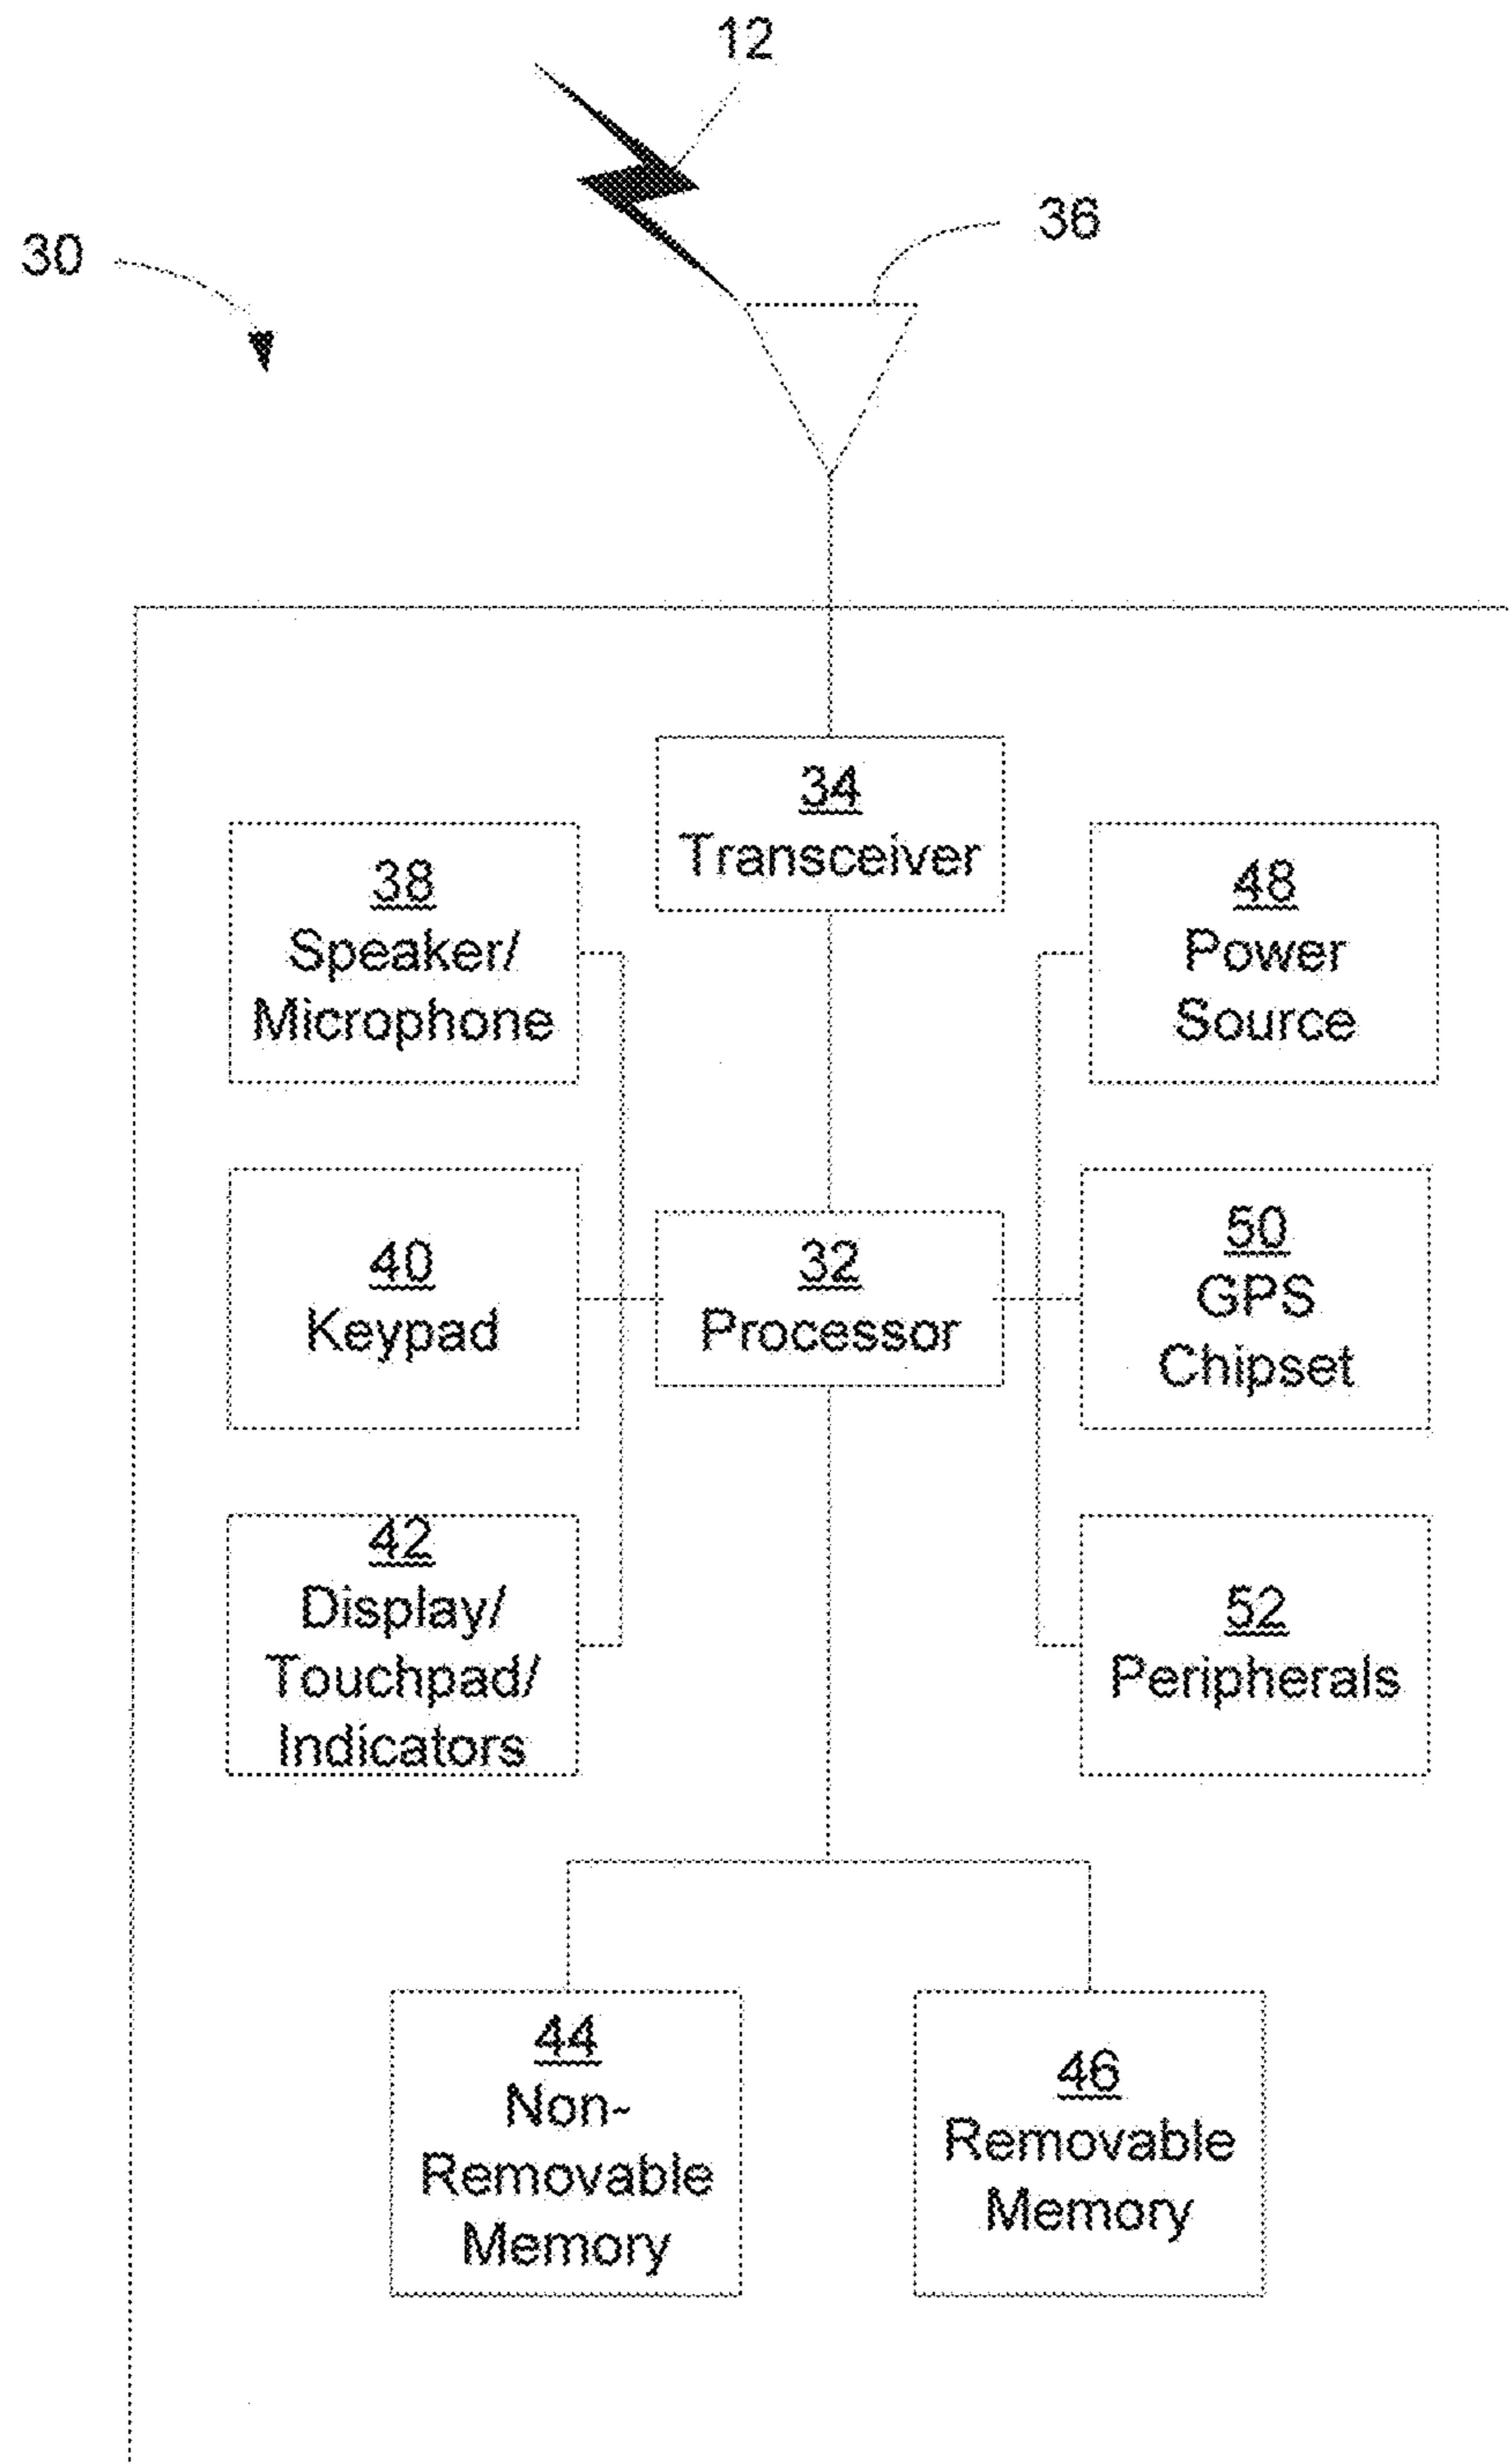 12
36
30
34
Transceiver
38
Speaker/
Microphone
48
Power
Source
40
Keypad
32
Processor
50
GPS
Chipset
42
Display/
Touchpad/
Indicators
52
Peripherals
44
Non-
Removable
Memory
46
Removable
Memory